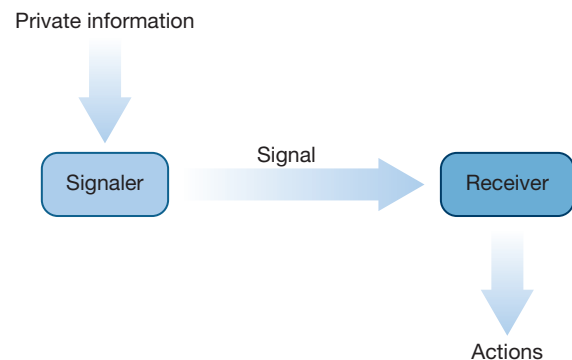 Private information
Signal
Signaler
Receiver
Actions